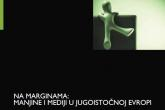 NA MARGINAMA:
MANJINE I MEDIJI U JUGOISTOČNOJ EVROPI